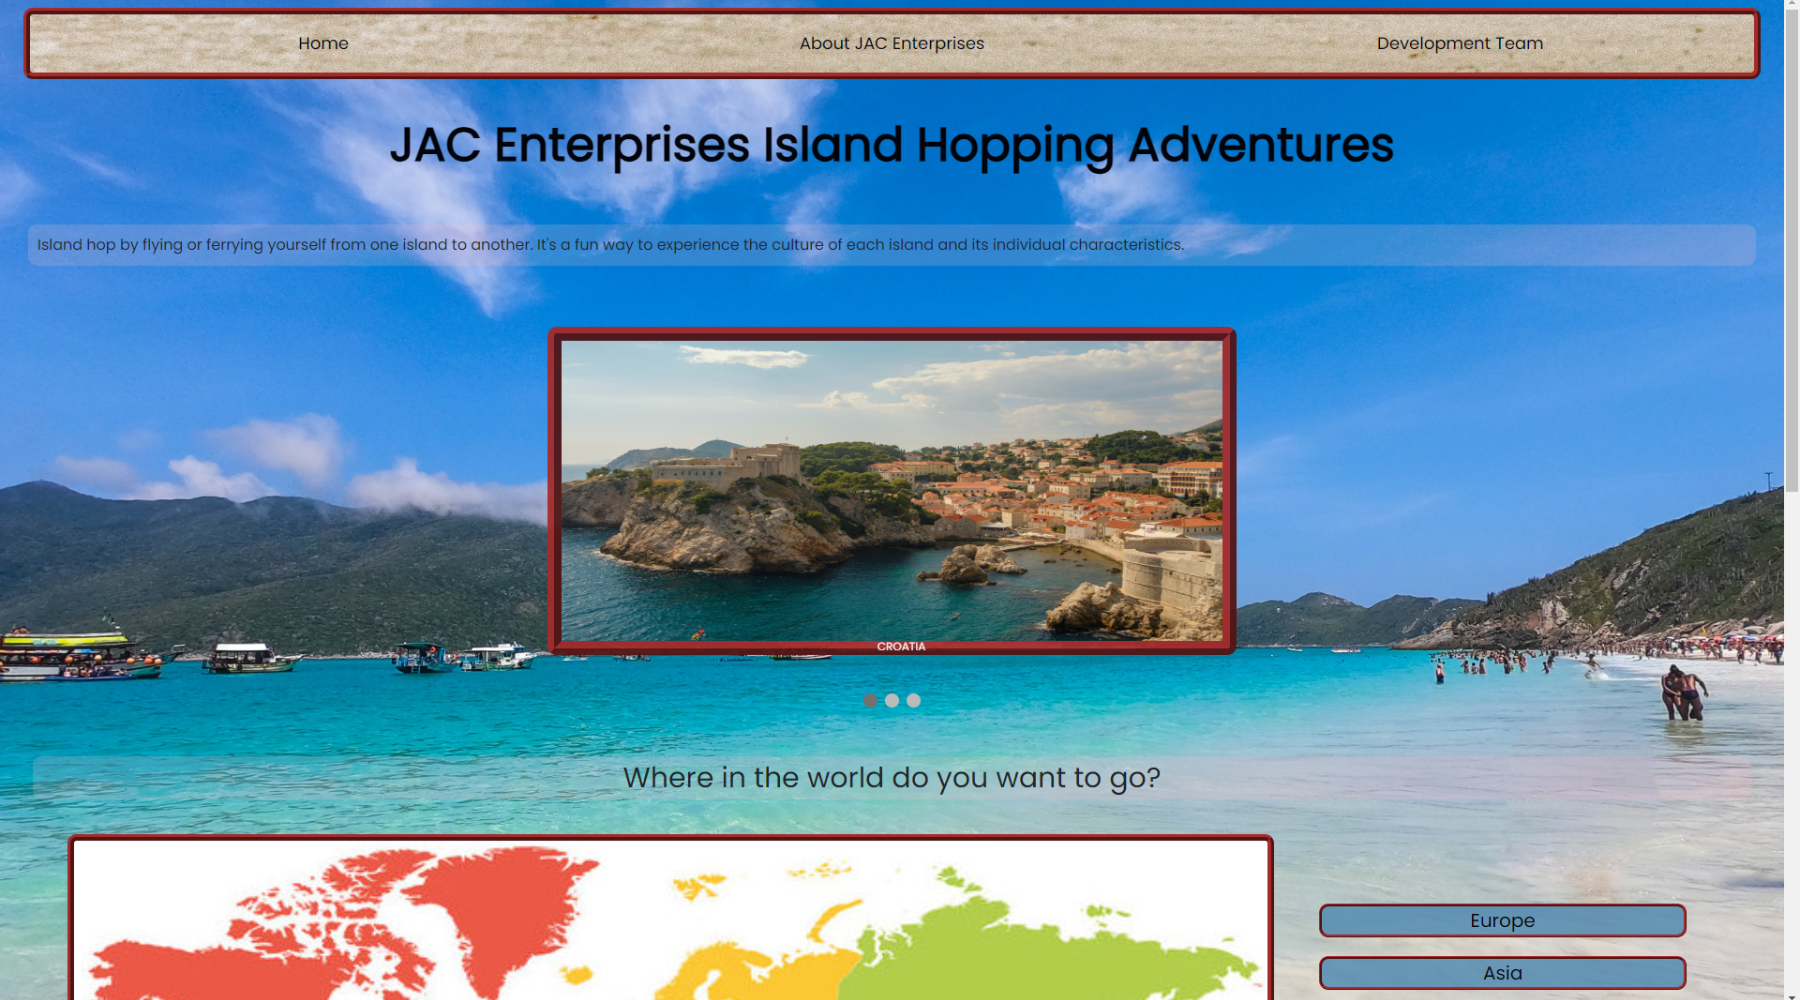 Home
About JAC Enterprises
Development Team
JAC Enterprises Island Hopping Adventures
Island hop by flying or ferrying yourself from one island to another. It's a fun way to experience the culture of each island and its individual characteristics.
CROATIA
Where in the world do you want to go?
Europe
Asia